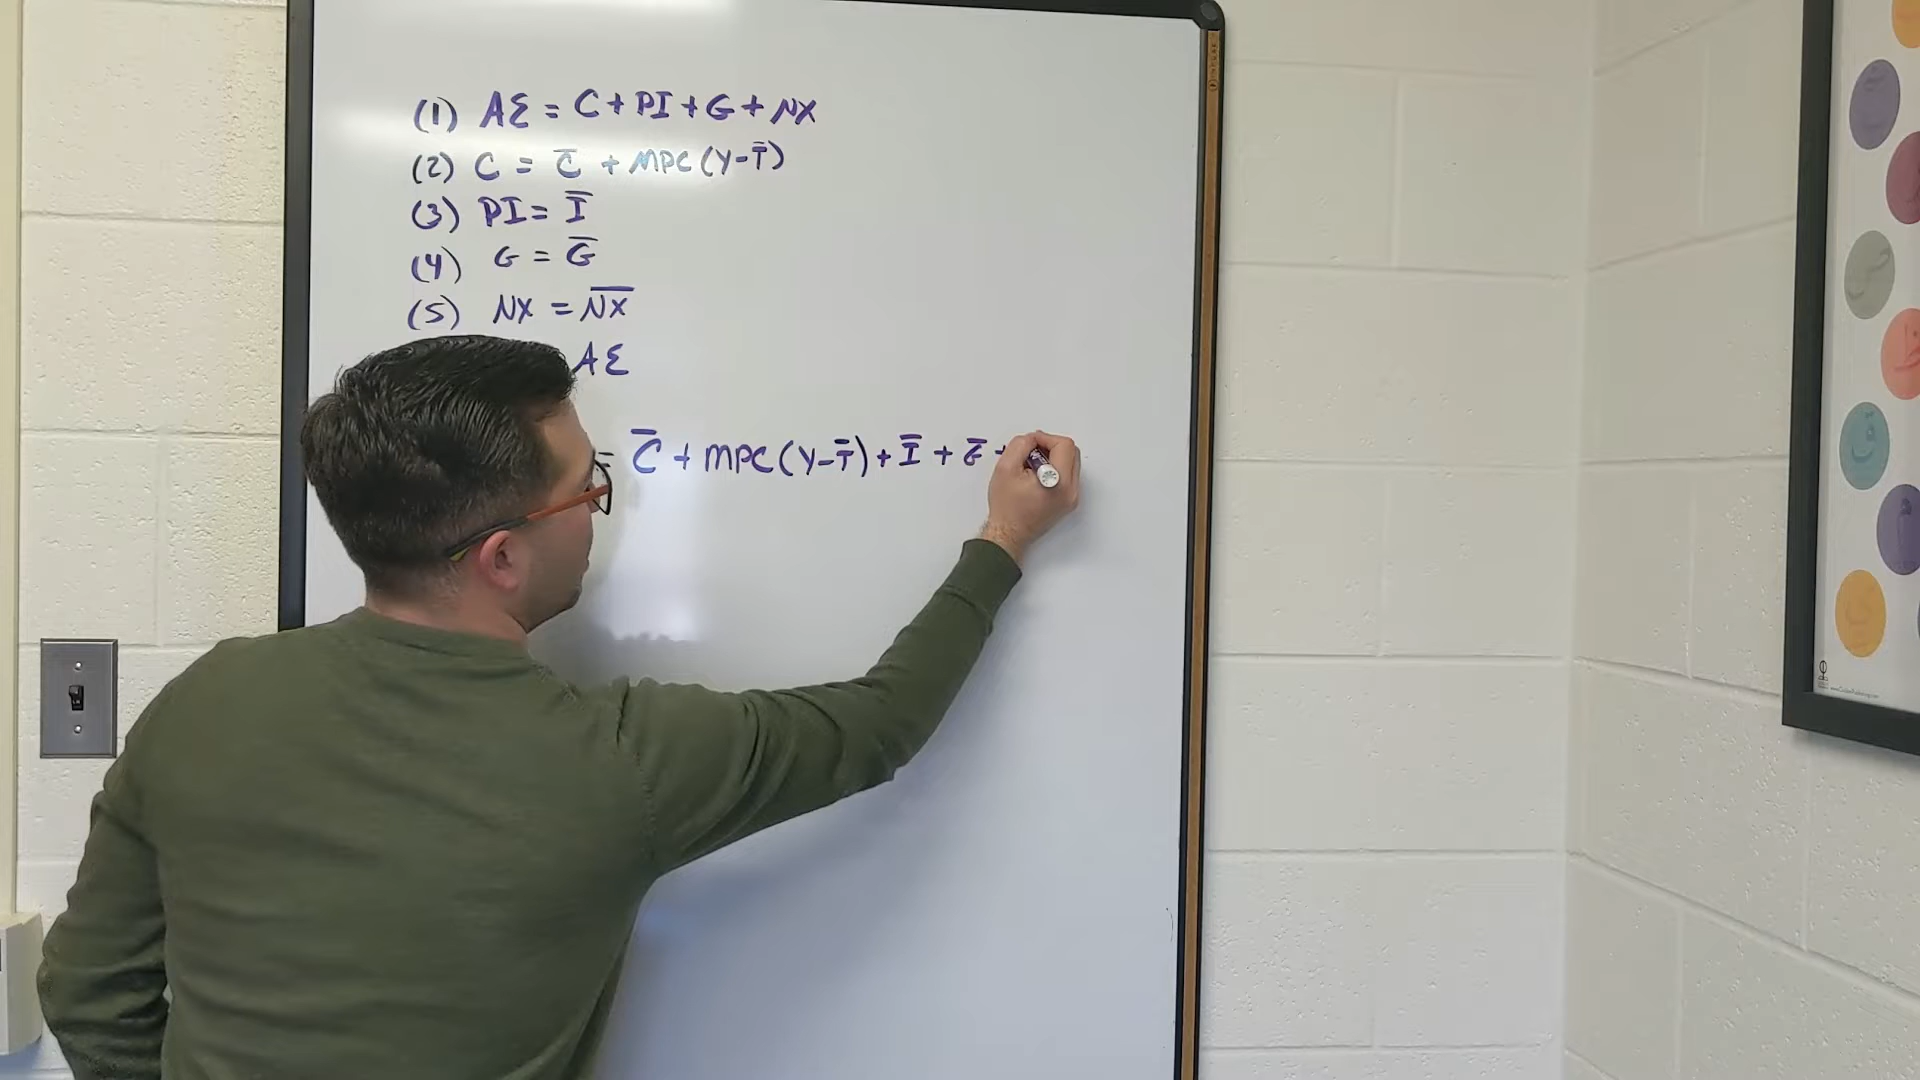 (1) AE = C + PI + G + NX
(2) C = C̅ + MPC (Y - T̅)
(3) PI = I̅
(4) G = G̅
(5) NX = N̅X̅
AE
= C̅ + MPC (Y - T̅) + I̅ + G̅ +